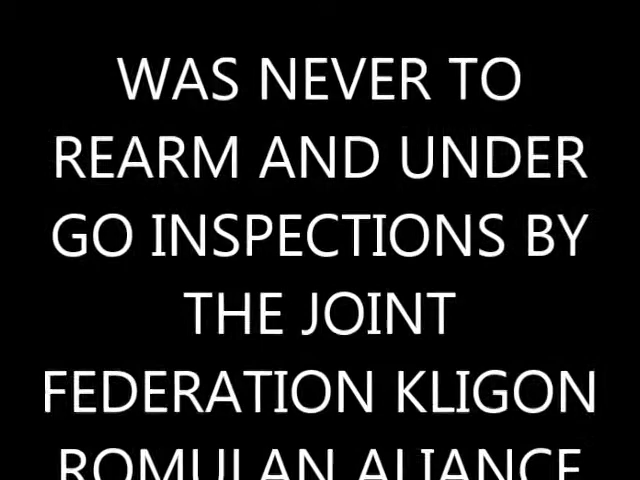 WAS NEVER TO
REARM AND UNDER
GO INSPECTIONS BY
THE JOINT
FEDERATION KLIGON
ROMULAN ALIANCE